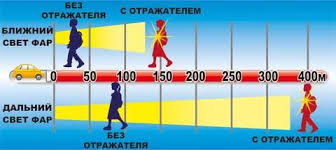 БЕЗ
ОТРАЖАТЕЛЯ
С ОТРАЖАТЕЛЕМ
БЛИЖНИЙ
СВЕТ ФАР
0 50 100 150 200 250 300 350 400м
ДАЛЬНИЙ
СВЕТ ФАР
БЕЗ
ОТРАЖАТЕЛЯ
С ОТРАЖАТЕЛЕМ